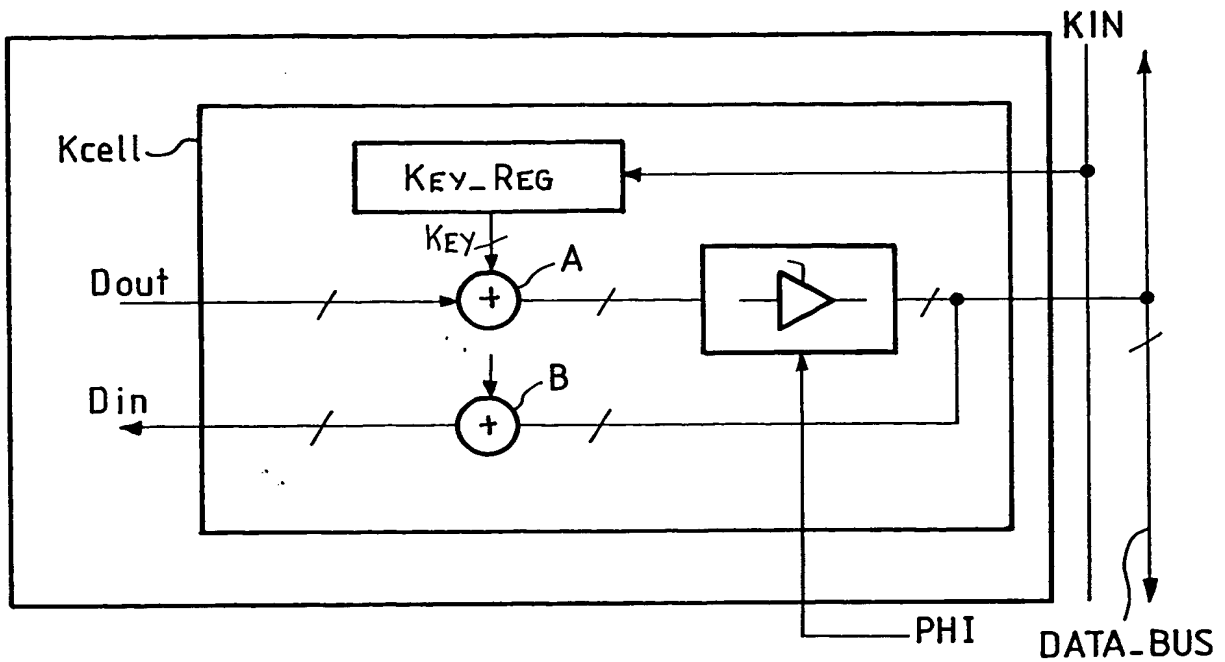 KIN
Kcell
KEY_REG
KEY
A
Dout
+
B
Din
+
PHI
DATA_BUS